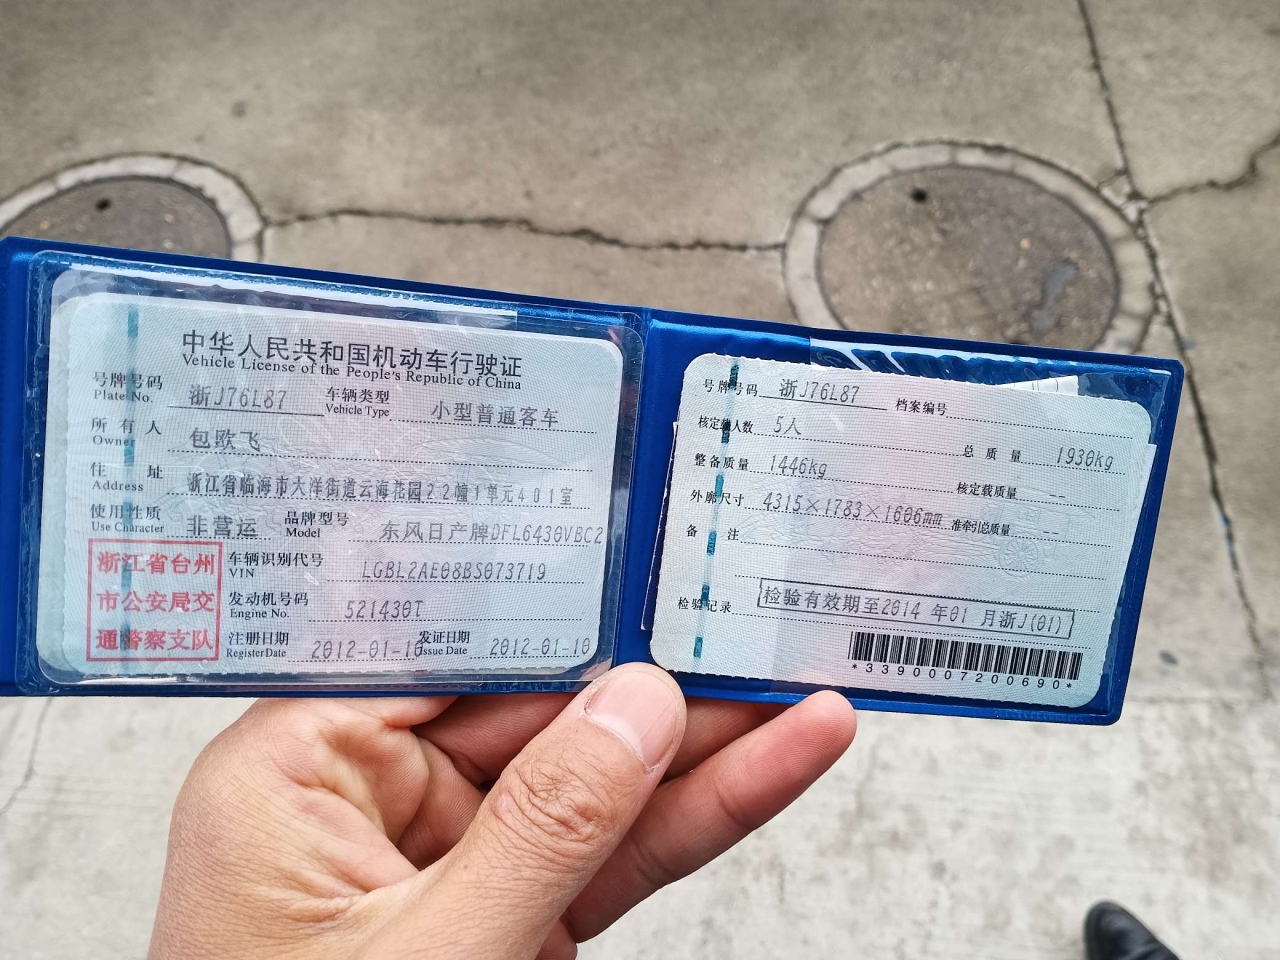 中华人民共和国机动车行驶证
Vehicle License of the People's Republic of China
号牌号码 浙J76L87 车辆类型 小型普通客车
Plate No. Vehicle Type
所有人 包欧飞
Owner
住址 浙江省临海市大洋街道云海花园22幢1单元401室
Address
使用性质 非营运 品牌型号 东风日产牌DFL6430VBC2
Use Character Model
浙江省台州
市公安局交
通警察支队
车辆识别代号 LGBL2AE08BS073719
VIN
发动机号码 521430T
Engine No.
注册日期 2012-01-10 发证日期 2012-01-10
Register Date Issue Date
号牌号码 浙J76L87 档案编号
核定载人数 5人 总质量 1930kg
整备质量 1446kg 核定载质量 --
外廓尺寸 4315×1783×1606mm 准牵引总质量 --
备注
检验记录 检验有效期至2014 年01 月浙J(01)
*3390007200690*